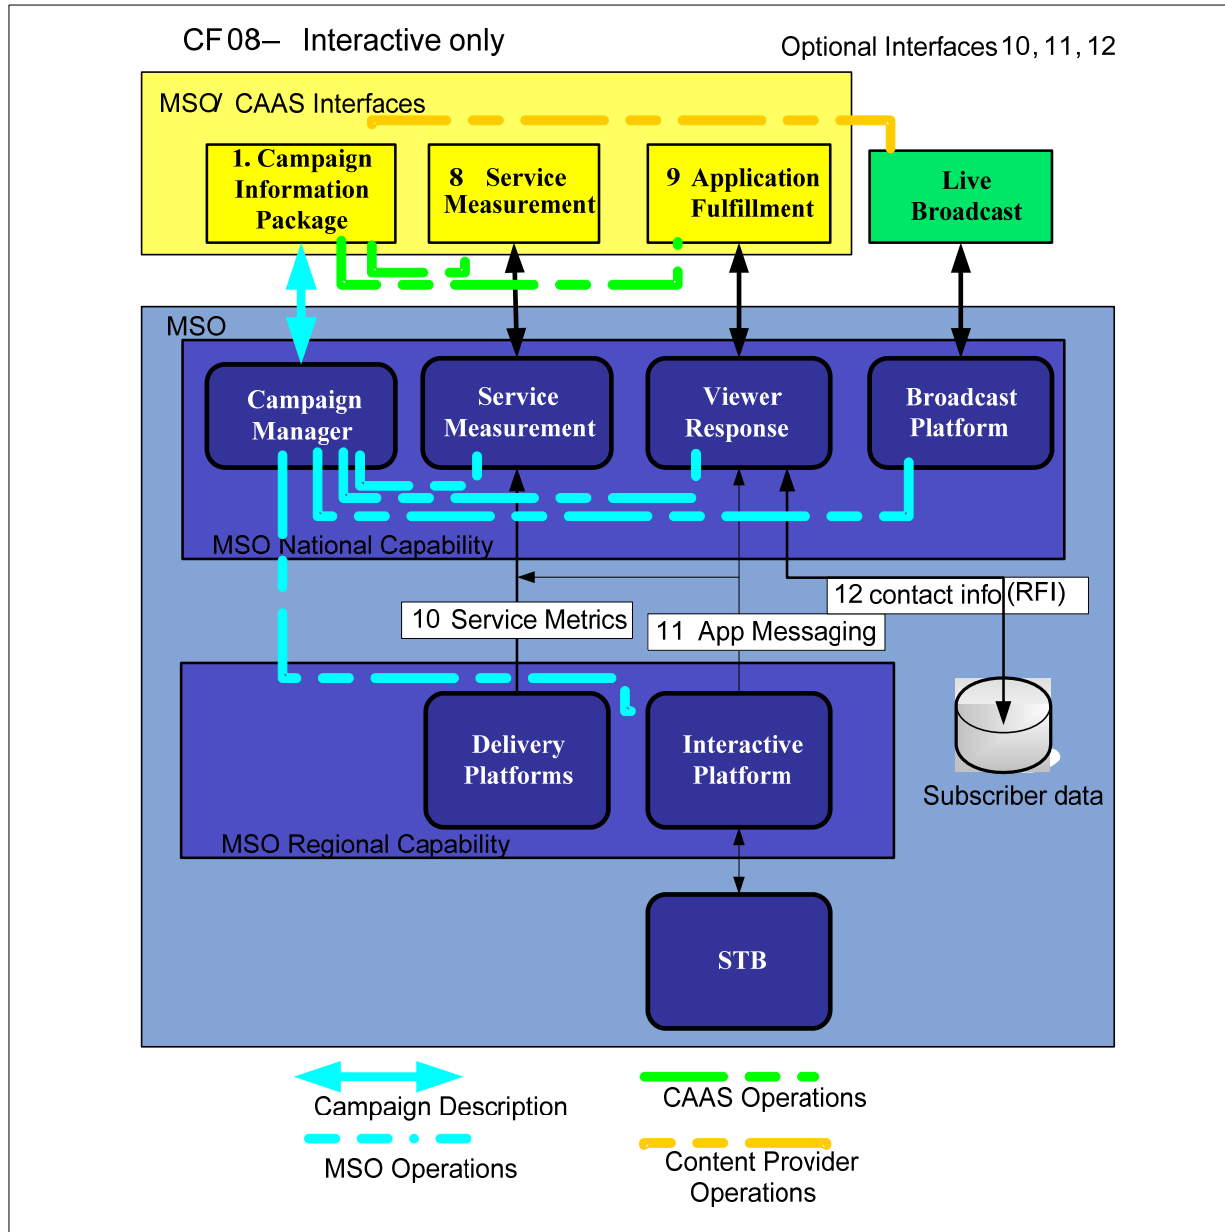 CF08– Interactive only
Optional Interfaces 10, 11, 12
MSO/ CAAS Interfaces
1. Campaign
Information
Package
8 Service
Measurement
9 Application
Fulfillment
Live
Broadcast
MSO
Campaign
Manager
Service
Measurement
Viewer
Response
Broadcast
Platform
MSO National Capability
10 Service Metrics
11 App Messaging
12 contact info (RFI)
Delivery
Platforms
Interactive
Platform
Subscriber data
MSO Regional Capability
STB
Campaign Description
CAAS Operations
MSO Operations
Content Provider
Operations